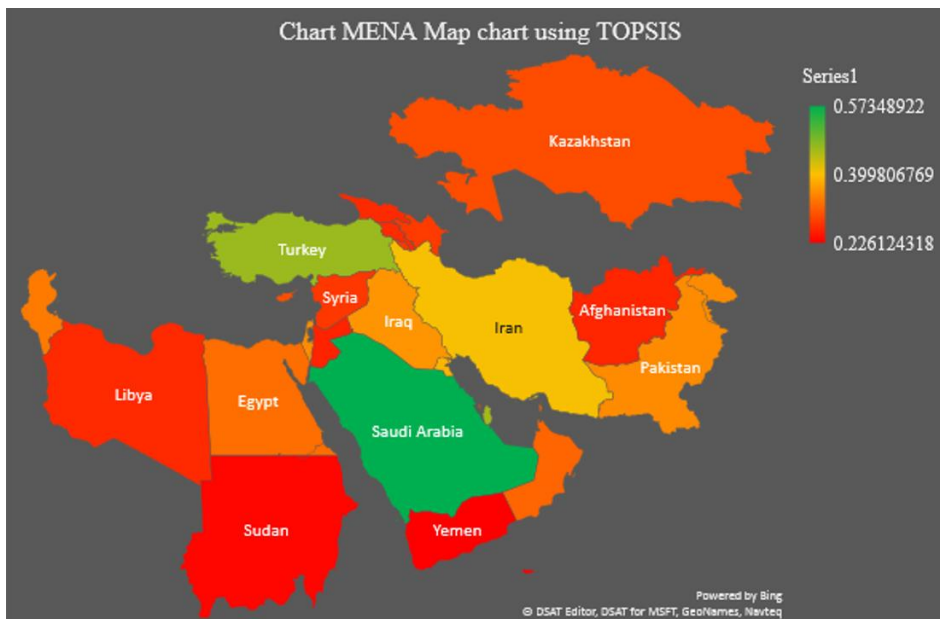 Chart MENA Map chart using TOPSIS
Series1
0.57348922
0.399806769
0.226124318
Kazakhstan
Turkey
Syria
Iraq
Iran
Afghanistan
Pakistan
Libya
Egypt
Saudi Arabia
Sudan
Yemen
Powered by Bing
© DSAT Editor, DSAT for MSFT, GeoNames, Navteq